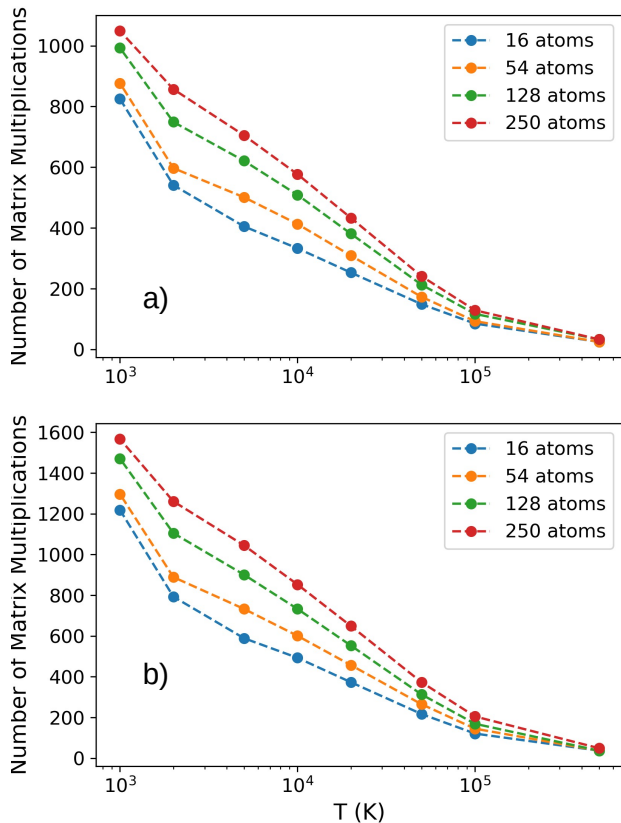 Number of Matrix Multiplications
1000
800
600
400
200
0
16 atoms
54 atoms
128 atoms
250 atoms
a)
10³
10⁴
10⁵
Number of Matrix Multiplications
1600
1400
1200
1000
800
600
400
200
0
16 atoms
54 atoms
128 atoms
250 atoms
b)
10³
10⁴
10⁵
T (K)